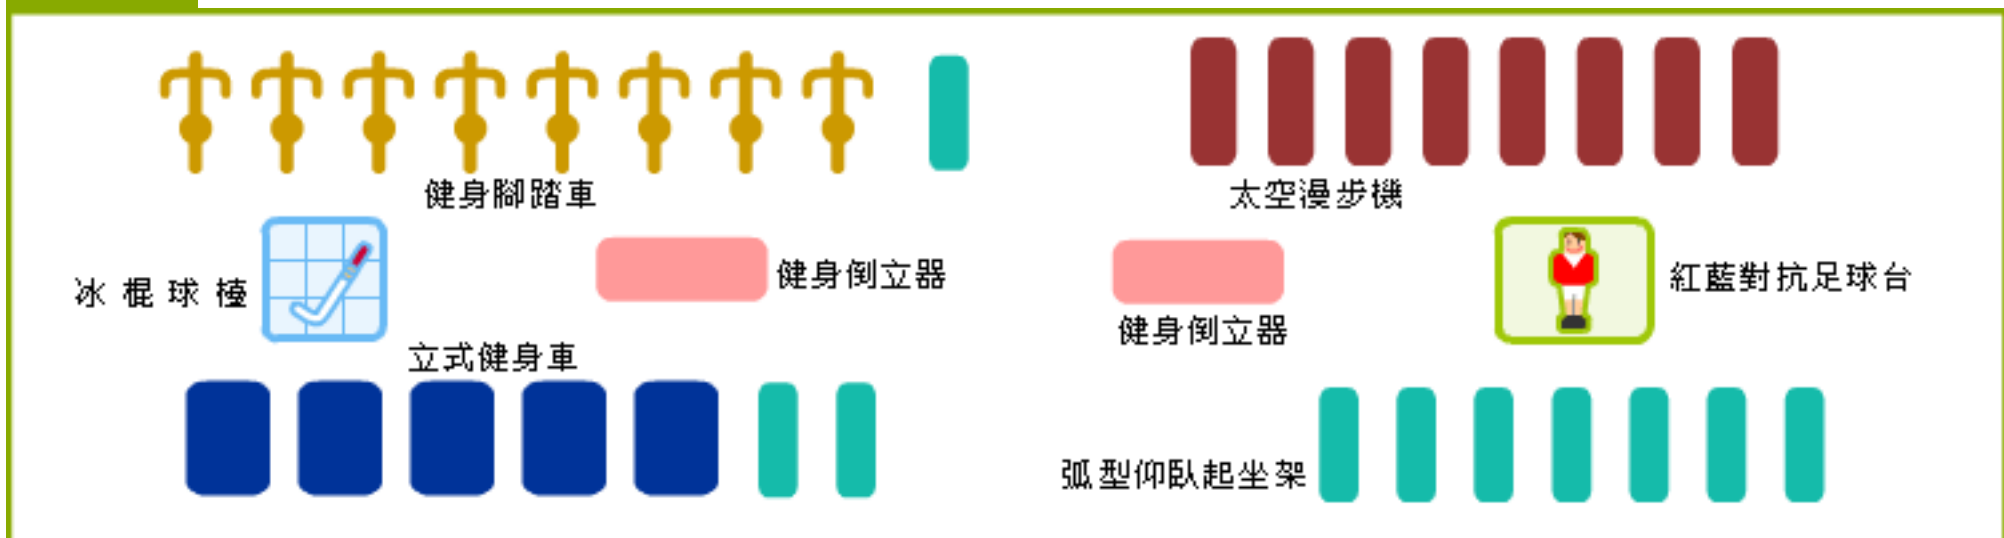 健身腳踏車
太空漫步機
冰棍球檯
健身倒立器
健身倒立器
紅藍對抗足球台
立式健身車
弧型仰臥起坐架